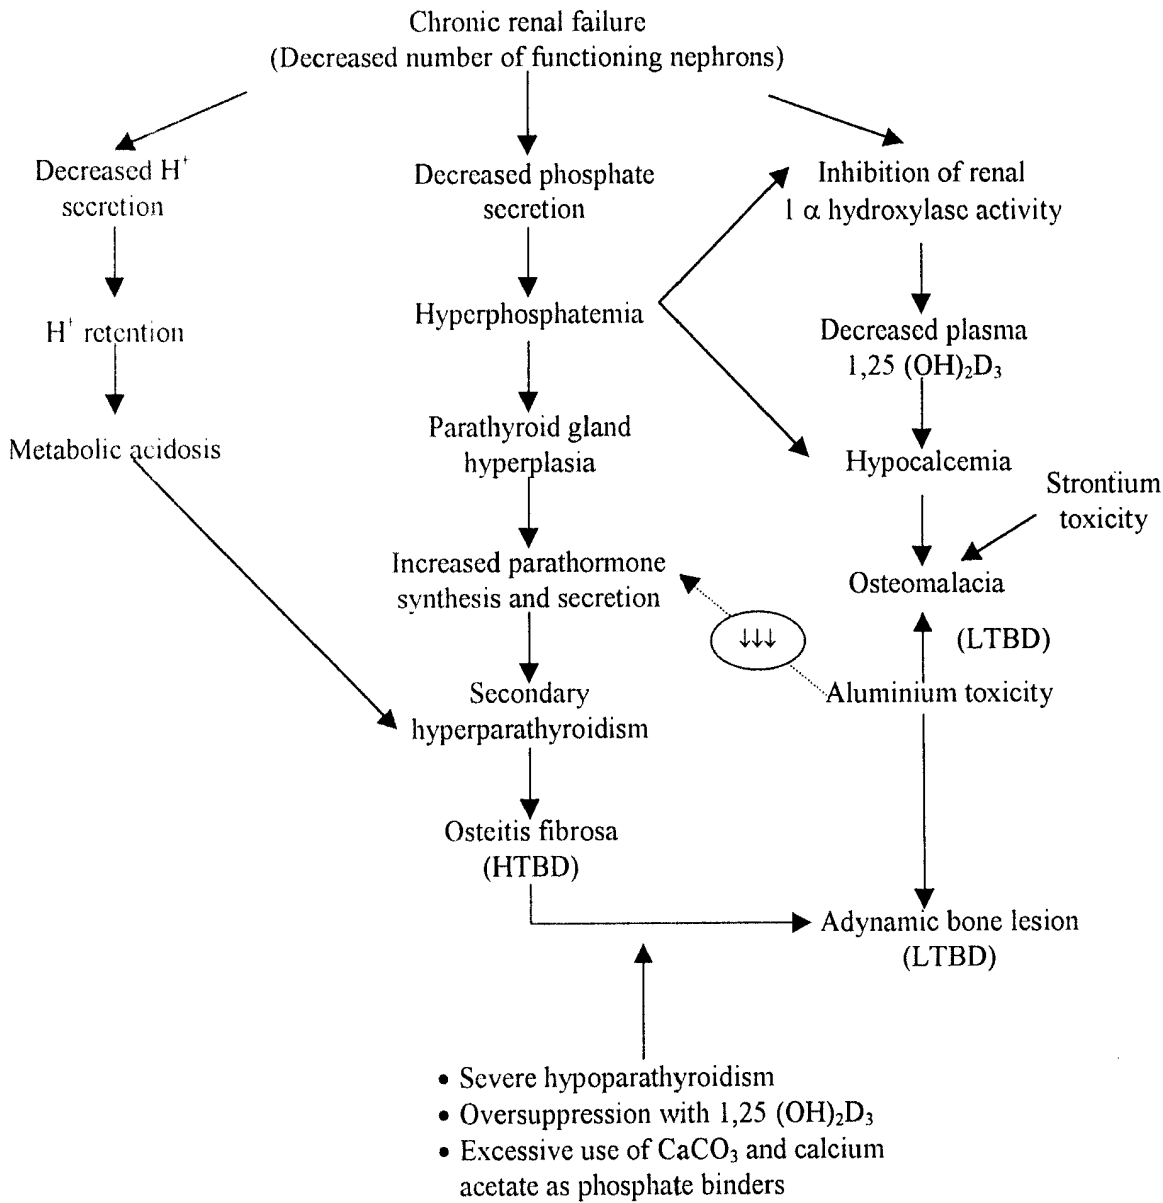 Chronic renal failure
(Decreased number of functioning nephrons)
Decreased H⁺
secretion
Decreased phosphate
secretion
Inhibition of renal
1 α hydroxylase activity
H⁺ retention
Hyperphosphatemia
Decreased plasma
1,25 (OH)₂D₃
Metabolic acidosis
Parathyroid gland
hyperplasia
Hypocalcemia
Strontium
toxicity
Increased parathormone
synthesis and secretion
Osteomalacia
(LTBD)
↓↓↓
Aluminium toxicity
Secondary
hyperparathyroidism
Osteitis fibrosa
(HTBD)
Adynamic bone lesion
(LTBD)
• Severe hypoparathyroidism
• Oversuppression with 1,25 (OH)₂D₃
• Excessive use of CaCO₃ and calcium
acetate as phosphate binders